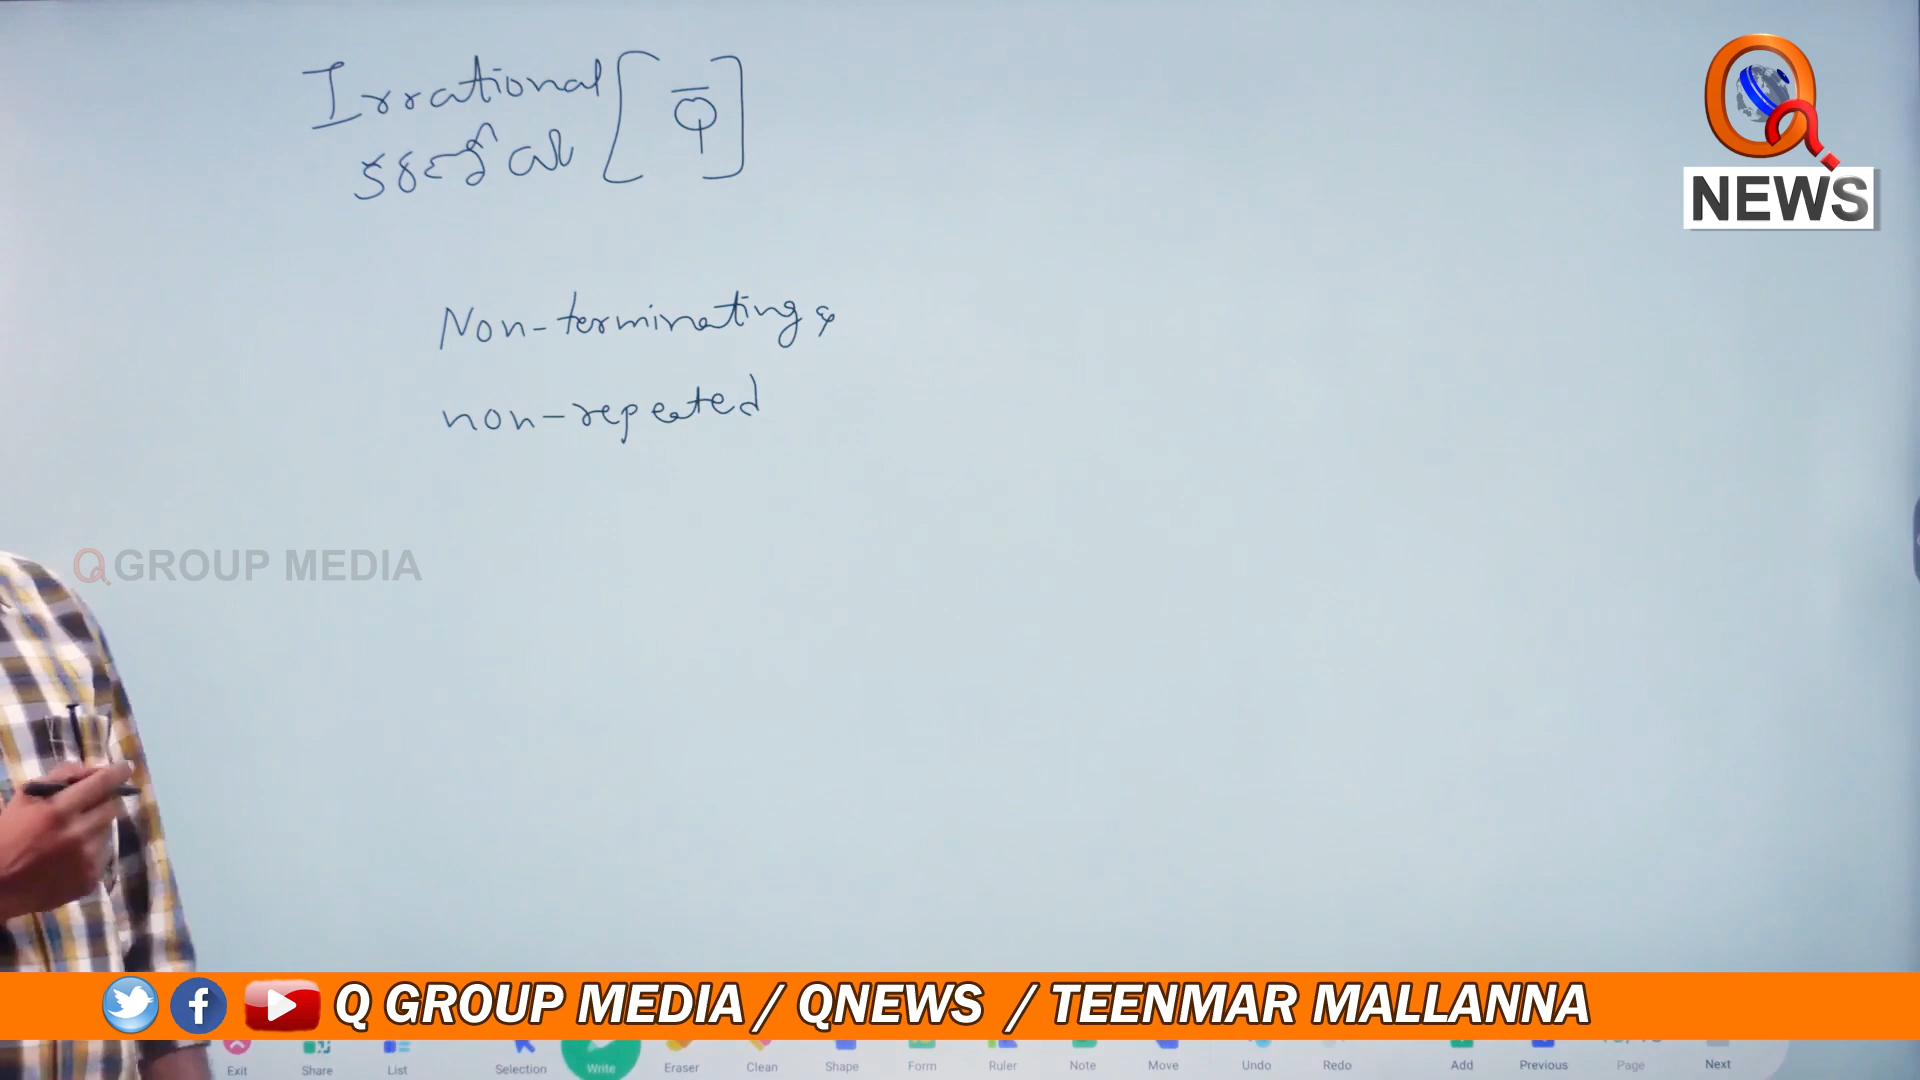 Irrational [Q̅]
Non-terminating &
non-repeated
Q
NEWS
Q GROUP MEDIA
Q GROUP MEDIA / QNEWS / TEENMAR MALLANNA
Exit Share List Selection Write Eraser Clean Shape Form Ruler Note Move Undo Redo Add Previous Page Next